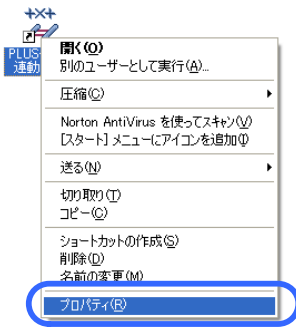 PLUS
連動
開く(O)
別のユーザーとして実行(A)...
圧縮(C)
Norton AntiVirus を使ってスキャン(V)
[スタート] メニューにアイコンを追加(I)
送る(N)
切り取り(T)
コピー(C)
ショートカットの作成(S)
削除(D)
名前の変更(M)
プロパティ(R)